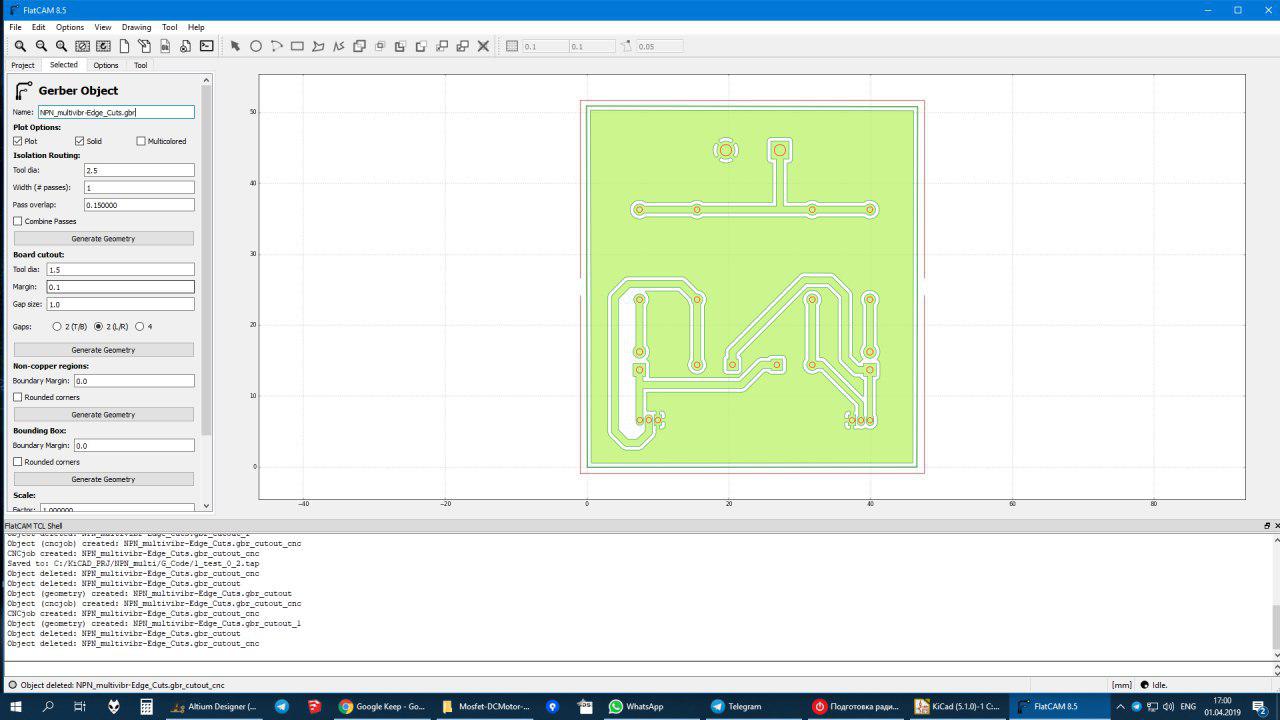 FlatCAM 8.5
File Edit Options View Drawing Tool Help
0.1 0.1 0.05
Project Selected Options Tool
Gerber Object
Name: NPN_multivibr-Edge_Cuts.gbr
Plot Options:
Plot Solid Multicolored
Isolation Routing:
Tool dia: 2.5
Width (# passes): 1
Pass overlap: 0.150000
Combine Passes
Generate Geometry
Board cutout:
Tool dia: 1.5
Margin: 0.1
Gap size: 1.0
Gaps: 2 (T/B) 2 (L/R) 4
Generate Geometry
Non-copper regions:
Boundary Margin: 0.0
Rounded corners
Generate Geometry
Bounding Box:
Boundary Margin: 0.0
Rounded corners
Generate Geometry
Scale:
Factor: 1.000000
50
40
30
20
10
0
−40 −20 0 20 40 60 80
FlatCAM TCL Shell
Object deleted: NPN_multivibr-Edge_Cuts.gbr_cutout_1
Object (cncjob) created: NPN_multivibr-Edge_Cuts.gbr_cutout_cnc
CNCjob created: NPN_multivibr-Edge_Cuts.gbr_cutout_cnc
Saved to: C:/KiCAD_PRJ/NPN_multi/G_Code/1_test_0_2.tap
Object deleted: NPN_multivibr-Edge_Cuts.gbr_cutout_cnc
Object deleted: NPN_multivibr-Edge_Cuts.gbr_cutout
Object (geometry) created: NPN_multivibr-Edge_Cuts.gbr_cutout
Object (cncjob) created: NPN_multivibr-Edge_Cuts.gbr_cutout_cnc
CNCjob created: NPN_multivibr-Edge_Cuts.gbr_cutout_cnc
Object (geometry) created: NPN_multivibr-Edge_Cuts.gbr_cutout_1
Object deleted: NPN_multivibr-Edge_Cuts.gbr_cutout
Object deleted: NPN_multivibr-Edge_Cuts.gbr_cutout_cnc
Object deleted: NPN_multivibr-Edge_Cuts.gbr_cutout_cnc [mm] Idle.
Altium Designer (... Google Keep - Go... Mosfet-DCMotor-... WhatsApp Telegram Подготовка ради... KiCad (5.1.0)-1 C:... FlatCAM 8.5 ENG 17:00
01.04.2019 2